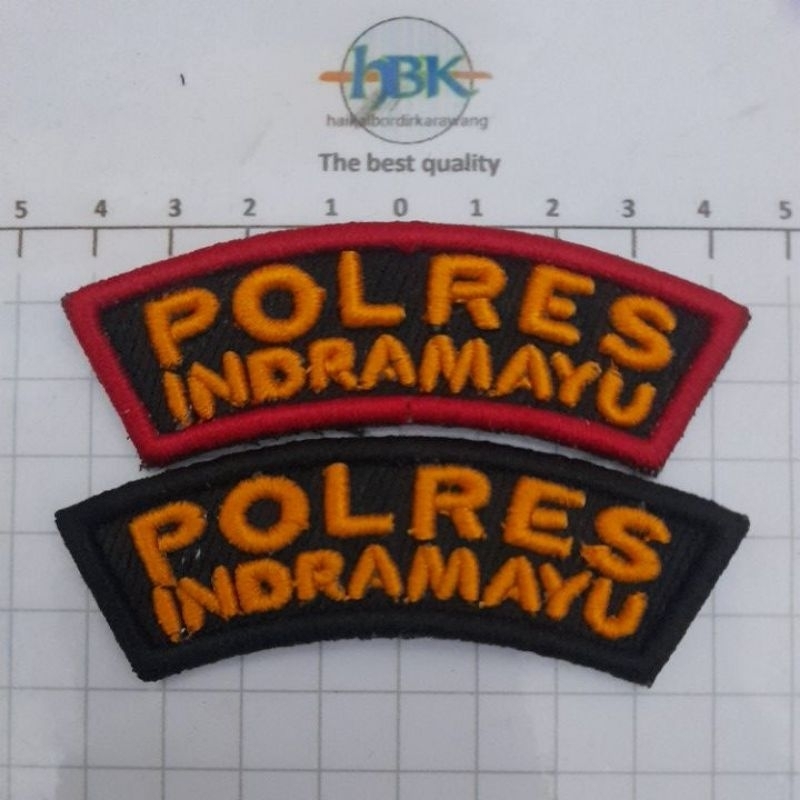 hBK
haikalbordirkarawang
The best quality
5 4 3 2 1 0 1 2 3 4 5
POLRES
INDRAMAYU
POLRES
INDRAMAYU